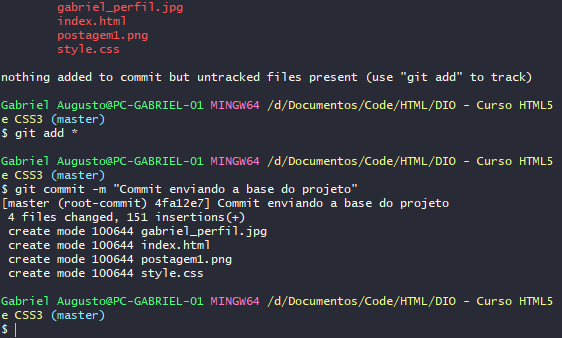 gabriel_perfil.jpg
index.html
postagem1.png
style.css
nothing added to commit but untracked files present (use "git add" to track)
Gabriel Augusto@PC-GABRIEL-01 MINGW64 /d/Documentos/Code/HTML/DIO - Curso HTML5
e CSS3 (master)
$ git add *
Gabriel Augusto@PC-GABRIEL-01 MINGW64 /d/Documentos/Code/HTML/DIO - Curso HTML5
e CSS3 (master)
$ git commit -m "Commit enviando a base do projeto"
[master (root-commit) 4fa12e7] Commit enviando a base do projeto
4 files changed, 151 insertions(+)
create mode 100644 gabriel_perfil.jpg
create mode 100644 index.html
create mode 100644 postagem1.png
create mode 100644 style.css
Gabriel Augusto@PC-GABRIEL-01 MINGW64 /d/Documentos/Code/HTML/DIO - Curso HTML5
e CSS3 (master)
$